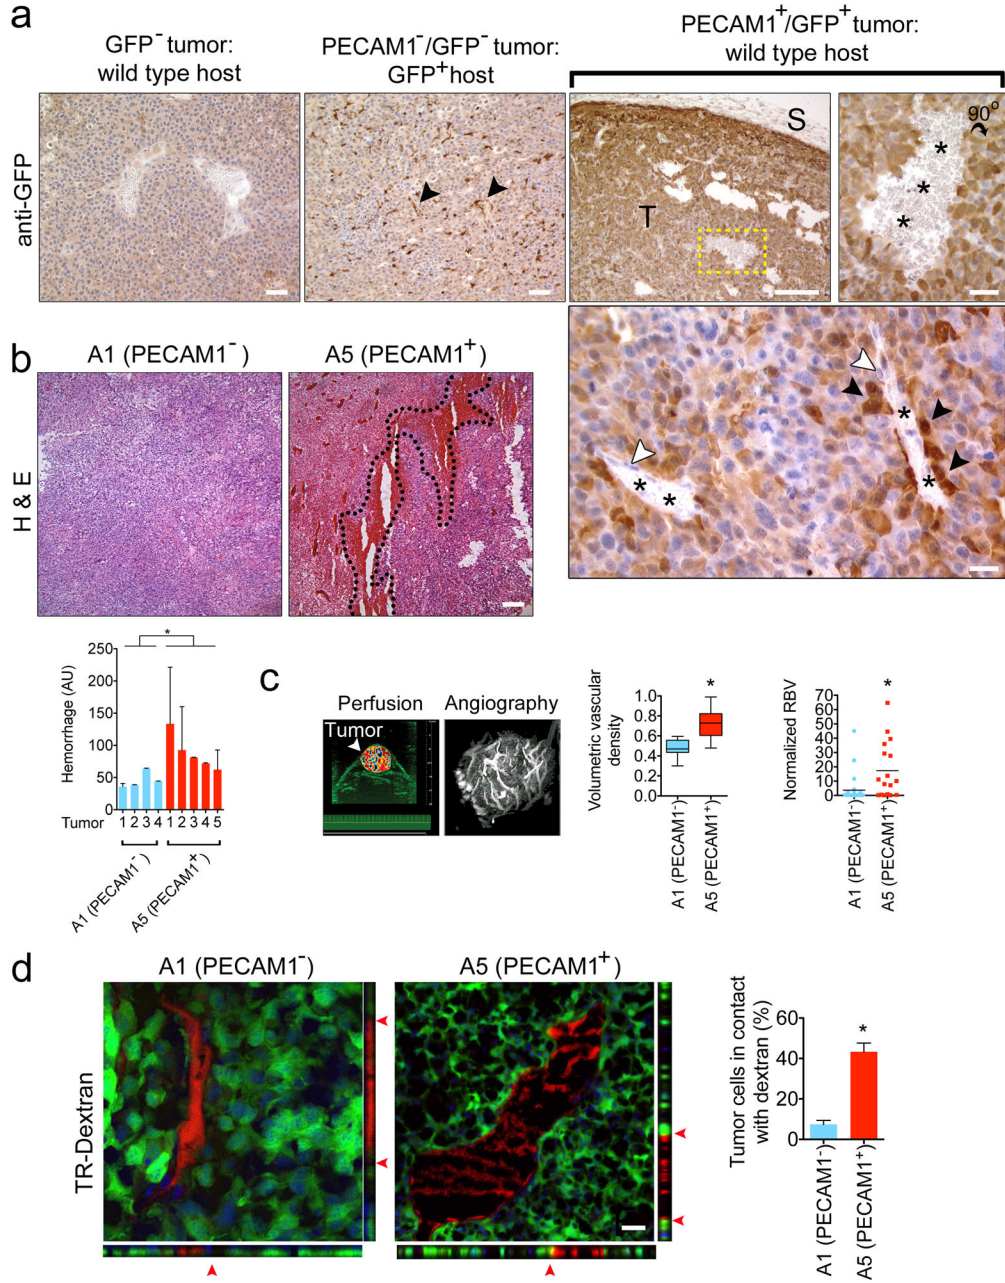 a
GFP⁻ tumor:
wild type host
PECAM1⁻/GFP⁻ tumor:
GFP⁺host
PECAM1⁺/GFP⁺ tumor:
wild type host
anti-GFP
S
T
90°
*
*
*
*
*
*
*
b
A1 (PECAM1⁻)
A5 (PECAM1⁺)
H & E
*
Hemorrhage (AU)
250
200
150
100
50
0
Tumor 1 2 3 4 1 2 3 4 5
A1 (PECAM1⁻)
A5 (PECAM1⁺)
c
Perfusion
Angiography
Tumor
Volumetric vascular
density
1.0
0.8
0.6
0.4
0.2
0.0
*
A1 (PECAM1⁻)
A5 (PECAM1⁺)
Normalized RBV
70
60
50
40
30
20
10
0
*
A1 (PECAM1⁻)
A5 (PECAM1⁺)
d
A1 (PECAM1⁻)
A5 (PECAM1⁺)
TR-Dextran
Tumor cells in contact
with dextran (%)
60
40
20
0
*
A1 (PECAM1⁻)
A5 (PECAM1⁺)